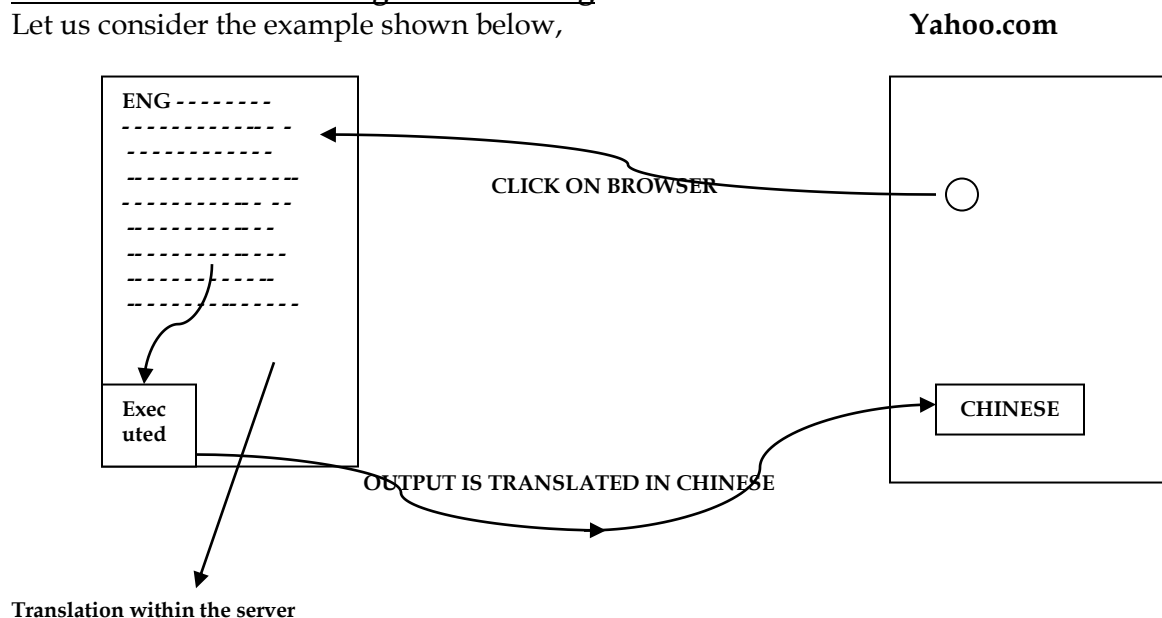 Let us consider the example shown below,
Yahoo.com
ENG - - - - - - - -
CLICK ON BROWSER
Exec
uted
CHINESE
OUTPUT IS TRANSLATED IN CHINESE
Translation within the server